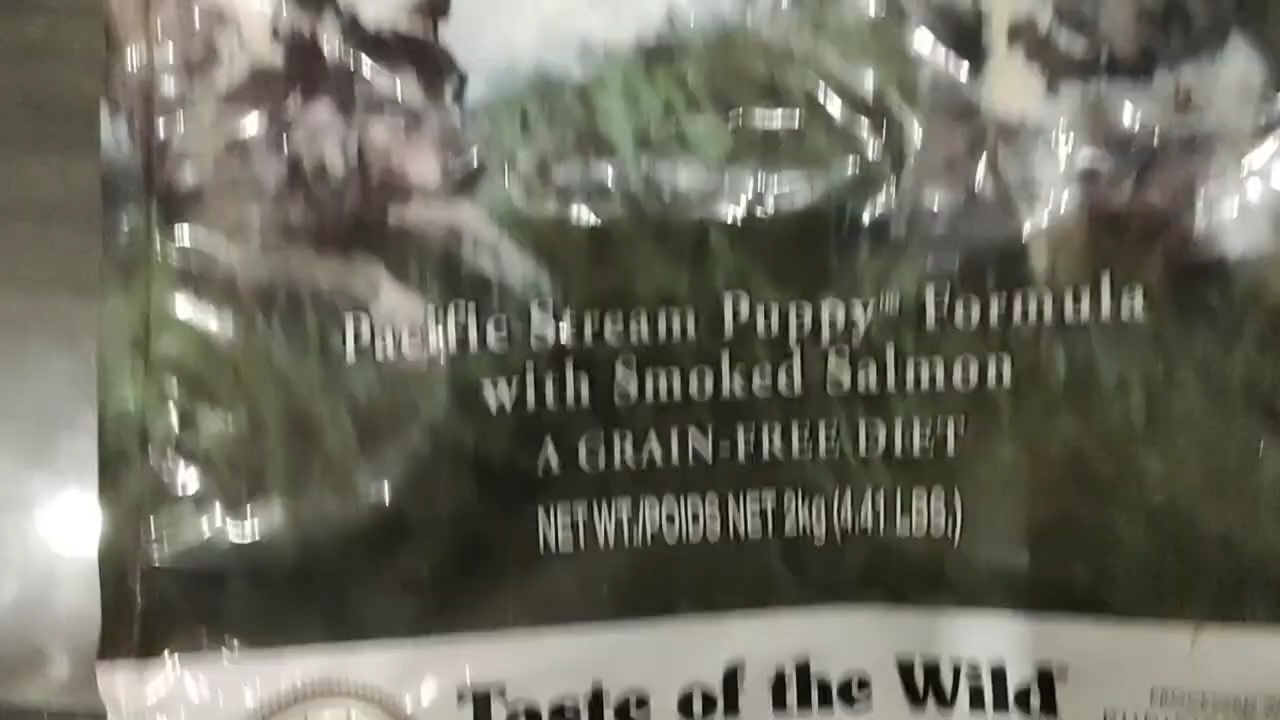 Pacific Stream Puppy™ Formula
with Smoked Salmon
A GRAIN-FREE DIET
NET WT./POIDS NET 2kg (4.41 LBS.)
Taste of the Wild